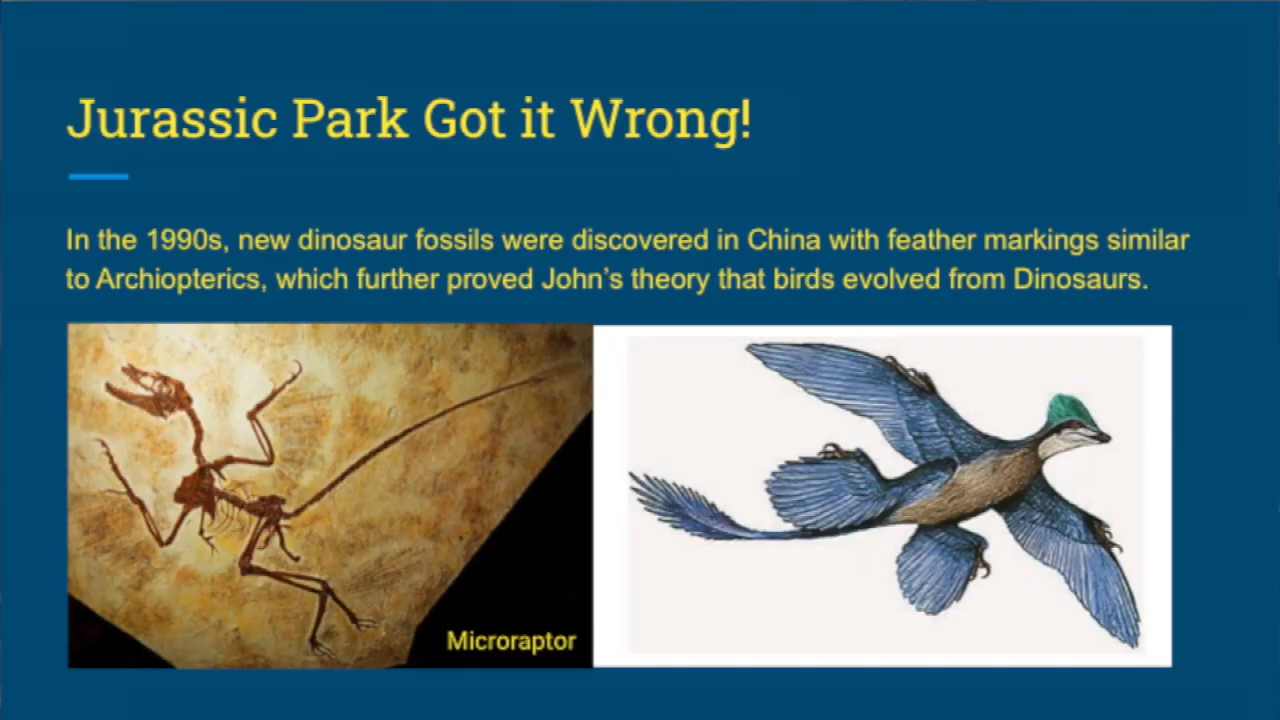 Jurassic Park Got it Wrong!
In the 1990s, new dinosaur fossils were discovered in China with feather markings similar
to Archiopterics, which further proved John’s theory that birds evolved from Dinosaurs.
Microraptor